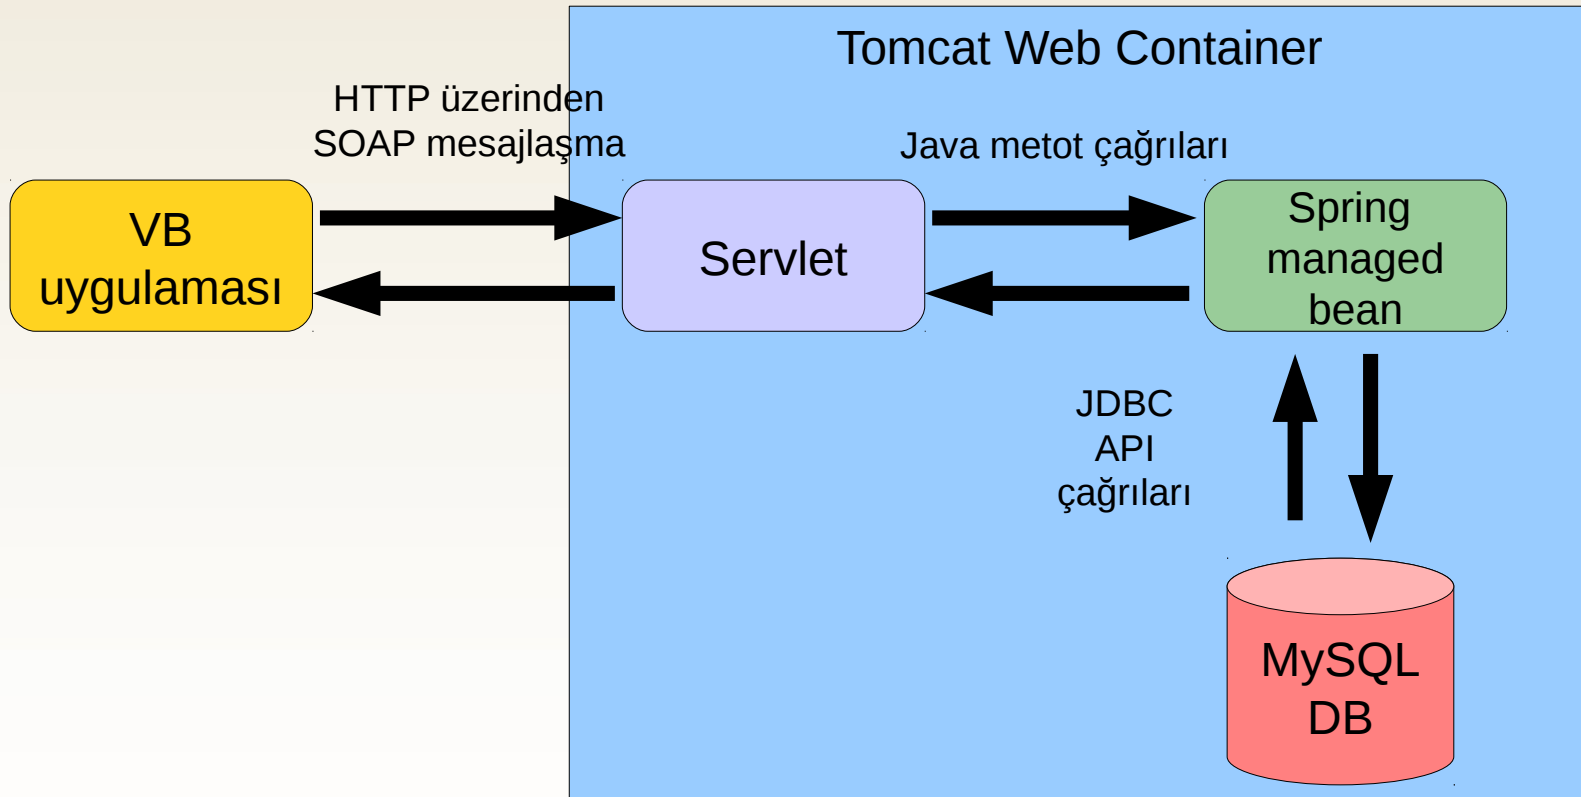 Tomcat Web Container
HTTP üzerinden
SOAP mesajlaşma
Java metot çağrıları
VB
uygulaması
Servlet
Spring
managed
bean
JDBC
API
çağrıları
MySQL
DB